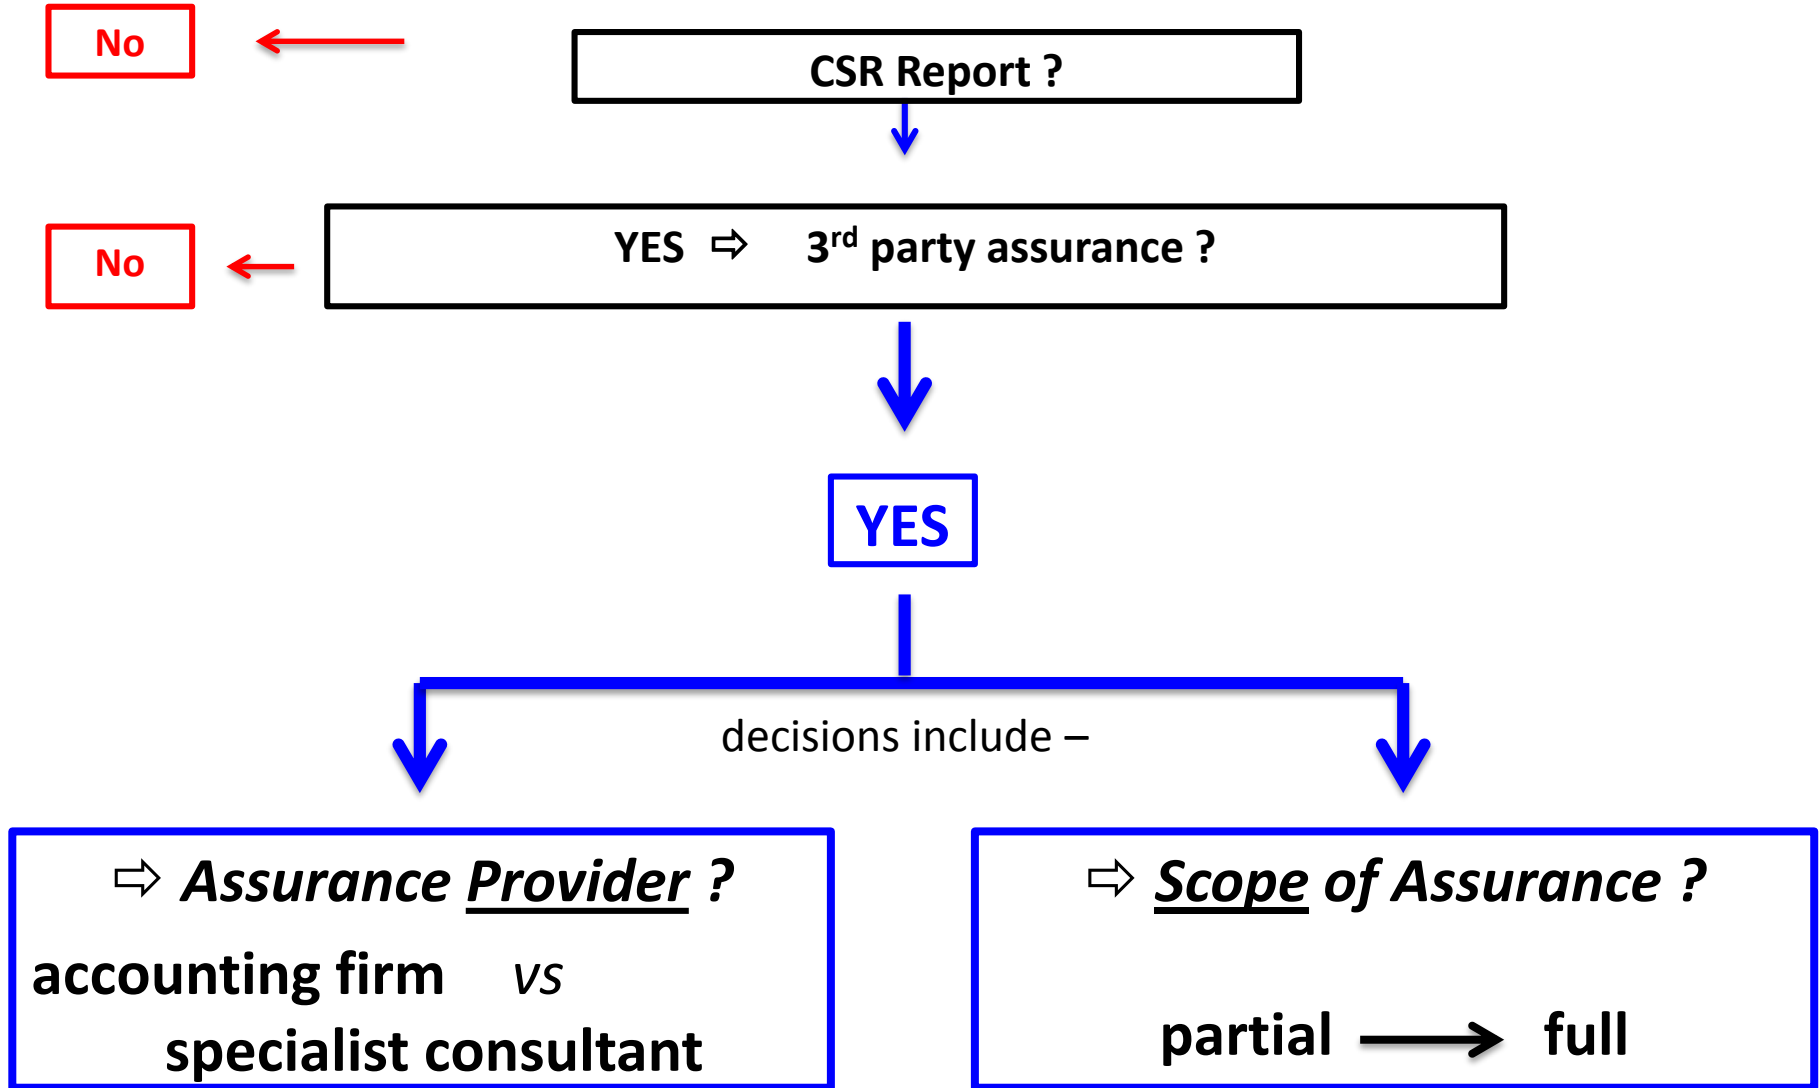 No
CSR Report ?
No
YES ⇨ 3rd party assurance ?
YES
decisions include –
⇨ Assurance Provider ?
accounting firm vs
specialist consultant
⇨ Scope of Assurance ?
partial ⟶ full